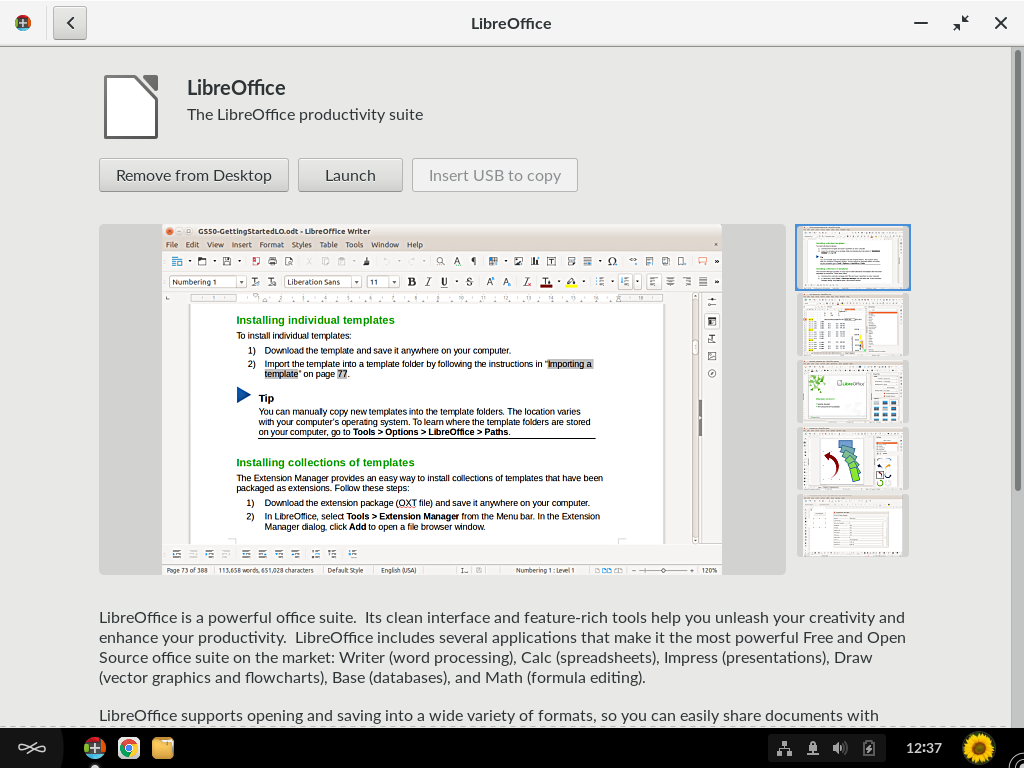 LibreOffice
LibreOffice
The LibreOffice productivity suite
Remove from Desktop
Launch
Insert USB to copy
GS50-GettingStartedLO.odt - LibreOffice Writer
File Edit View Insert Format Styles Table Tools Window Help
Numbering 1
Liberation Sans
11
Installing individual templates
To install individual templates:
1) Download the template and save it anywhere on your computer.
2) Import the template into a template folder by following the instructions in "Importing a
template" on page 77.
Tip
You can manually copy new templates into the template folders. The location varies
with your computer's operating system. To learn where the template folders are stored
on your computer, go to Tools > Options > LibreOffice > Paths.
Installing collections of templates
The Extension Manager provides an easy way to install collections of templates that have been
packaged as extensions. Follow these steps:
1) Download the extension package (OXT file) and save it anywhere on your computer.
2) In LibreOffice, select Tools > Extension Manager from the Menu bar. In the Extension
Manager dialog, click Add to open a file browser window.
Page 73 of 388 113,658 words, 651,028 characters Default Style English (USA) Numbering 1 : Level 1 120%
LibreOffice is a powerful office suite.  Its clean interface and feature-rich tools help you unleash your creativity and
enhance your productivity.  LibreOffice includes several applications that make it the most powerful Free and Open
Source office suite on the market: Writer (word processing), Calc (spreadsheets), Impress (presentations), Draw
(vector graphics and flowcharts), Base (databases), and Math (formula editing).
LibreOffice supports opening and saving into a wide variety of formats, so you can easily share documents with
12:37